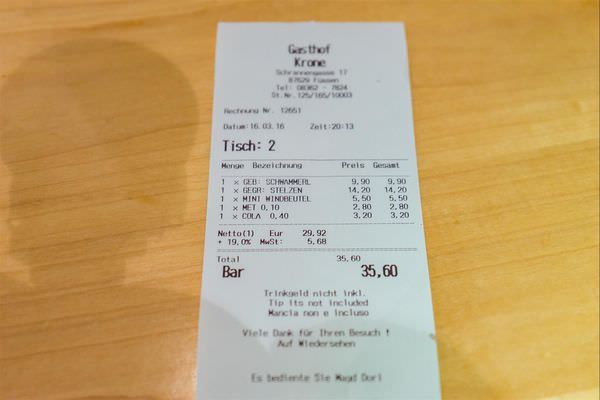 Gasthof
Krone
Schrannengasse 17
87629 Füssen
Tel: 08362 - 7824
St.Nr.125/165/10003
Rechnung Nr. 12651
Datum:16.03.16 Zeit:20:13
Tisch: 2
Menge Bezeichnung Preis Gesamt
1 x GEB: SCHWAMMERL 9,90 9,90
1 x GEGR: STELZEN 14,20 14,20
1 x MINI WINDBEUTEL 5,50 5,50
1 x MET 0,10 2,80 2,80
1 x COLA 0,40 3,20 3,20
Netto(1) Eur 29,92
+ 19,0% MwSt: 5,68
Total 35,60
Bar 35,60
Trinkgeld nicht inkl.
Tip its not included
Mancia non e incluso
Viele Dank für Ihren Besuch !
Auf Wiedersehen
Es bediente Sie Magd Dori